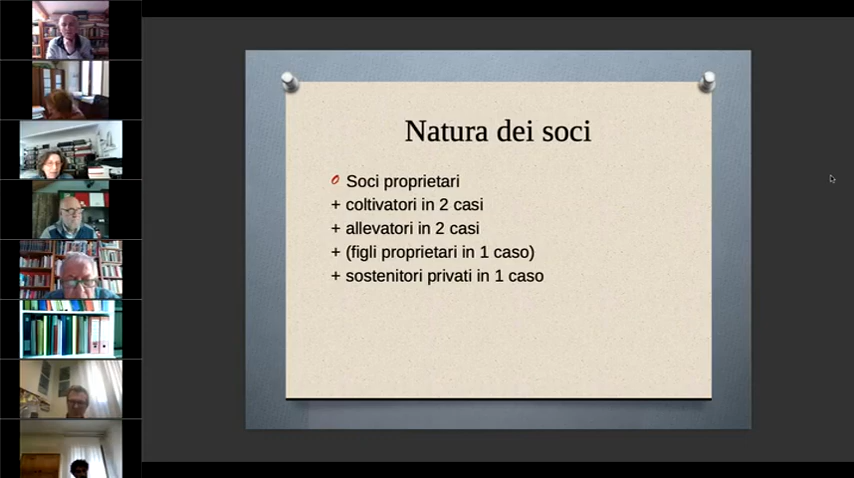 Natura dei soci
Soci proprietari
+ coltivatori in 2 casi
+ allevatori in 2 casi
+ (figli proprietari in 1 caso)
+ sostenitori privati in 1 caso